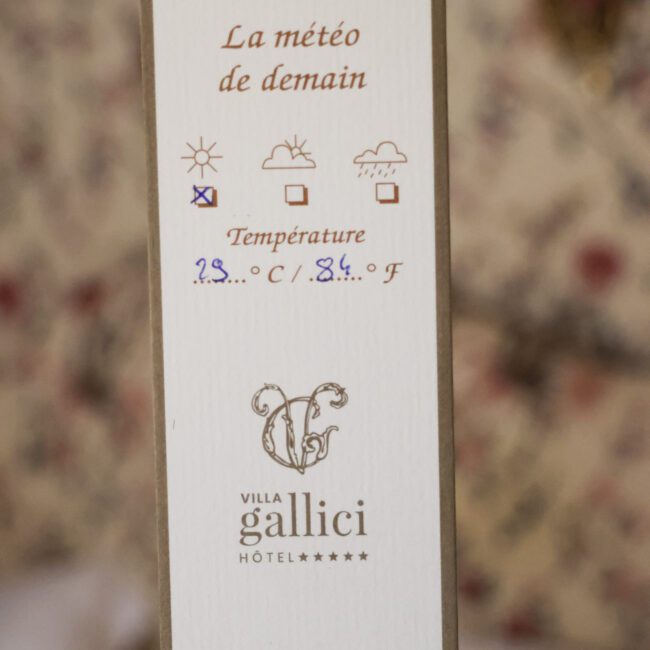 La météo
de demain
Température
29 ° C / 84 ° F
VILLA
gallici
HÔTEL★★★★★